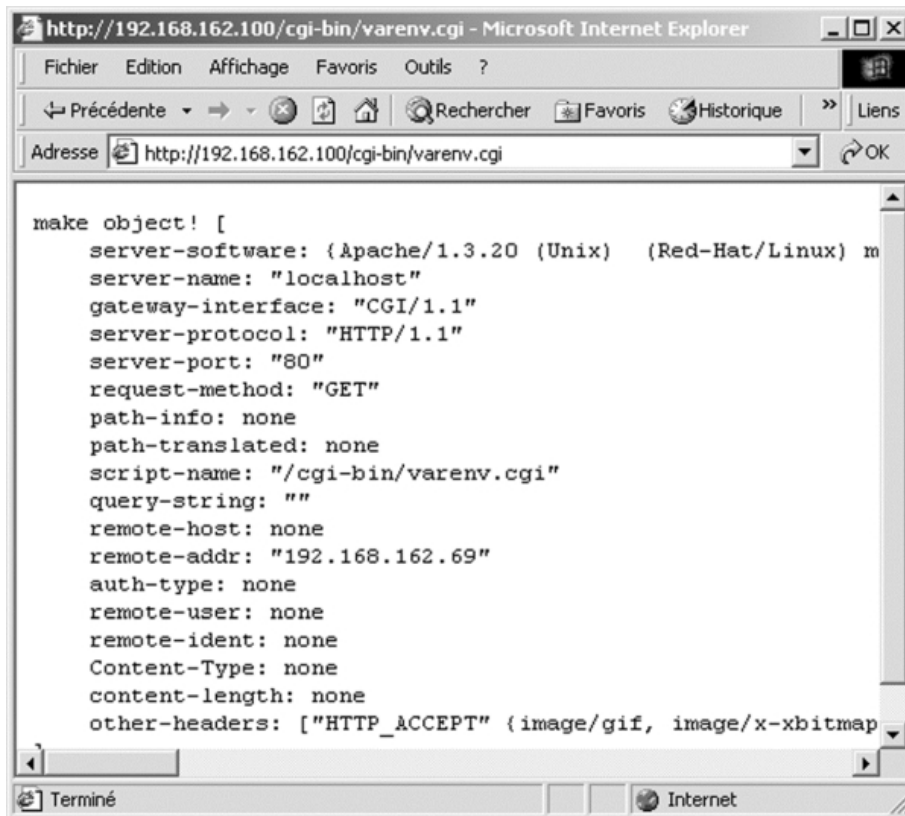 http://192.168.162.100/cgi-bin/varenv.cgi - Microsoft Internet Explorer
Fichier Edition Affichage Favoris Outils ?
Précédente Rechercher Favoris Historique » Liens
Adresse http://192.168.162.100/cgi-bin/varenv.cgi OK
make object! [
server-software: {Apache/1.3.20 (Unix) (Red-Hat/Linux) m
server-name: "localhost"
gateway-interface: "CGI/1.1"
server-protocol: "HTTP/1.1"
server-port: "80"
request-method: "GET"
path-info: none
path-translated: none
script-name: "/cgi-bin/varenv.cgi"
query-string: ""
remote-host: none
remote-addr: "192.168.162.69"
auth-type: none
remote-user: none
remote-ident: none
Content-Type: none
content-length: none
other-headers: ["HTTP_ACCEPT" {image/gif, image/x-xbitmap
]
Terminé Internet